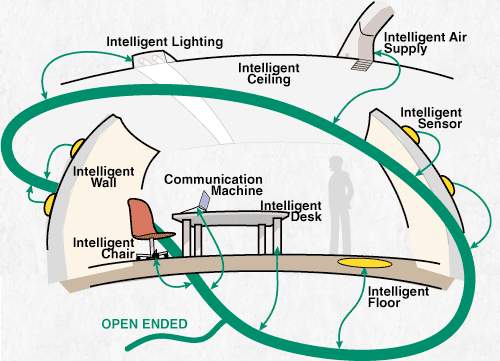 Intelligent Lighting
Intelligent Air
Supply
Intelligent
Ceiling
Intelligent
Sensor
Intelligent
Wall
Communication
Machine
Intelligent
Desk
Intelligent
Chair
Intelligent
Floor
OPEN ENDED